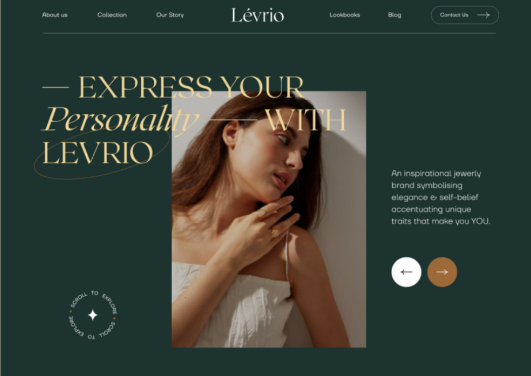 About us
Collection
Our Story
Lévrio
Lookbooks
Blog
Contact Us
— EXPRESS YOUR
Personality — WITH
LEVRIO
An inspirational jewerly
brand symbolising
elegance & self-belief
accentuating unique
traits that make you YOU.
SCROLL TO EXPLORE
SCROLL TO EXPLORE